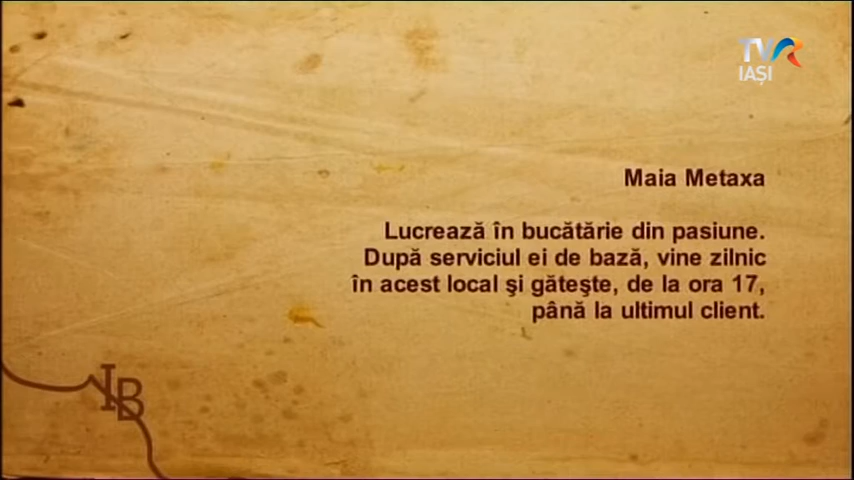 TVR
IAȘI
Maia Metaxa
Lucrează în bucătărie din pasiune.
După serviciul ei de bază, vine zilnic
în acest local şi găteşte, de la ora 17,
până la ultimul client.
IB